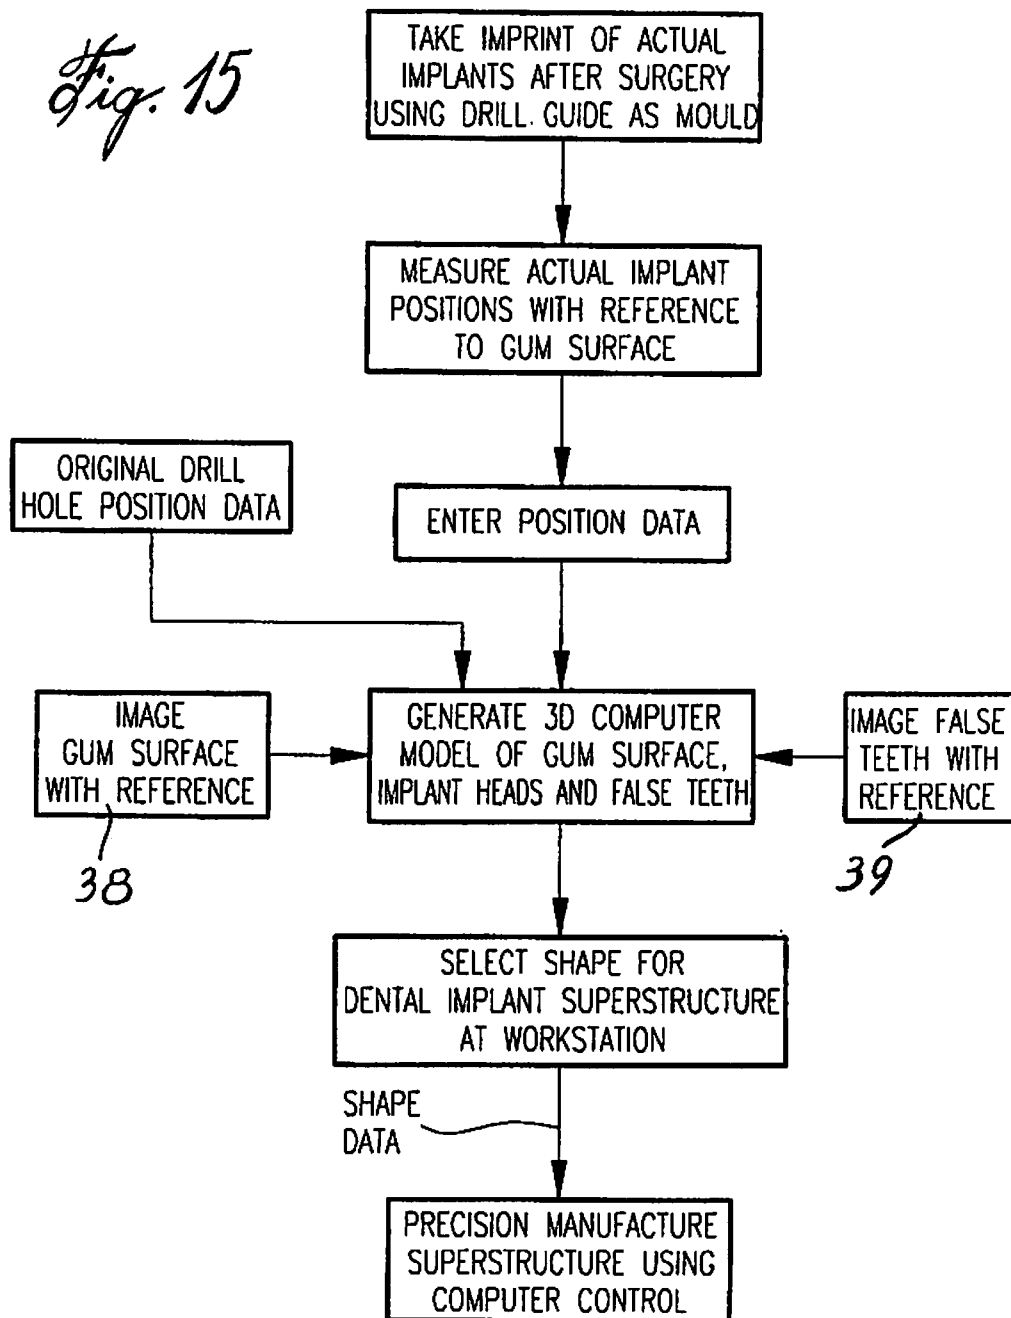 Fig. 15
TAKE IMPRINT OF ACTUAL
IMPLANTS AFTER SURGERY
USING DRILL GUIDE AS MOULD
MEASURE ACTUAL IMPLANT
POSITIONS WITH REFERENCE
TO GUM SURFACE
ORIGINAL DRILL
HOLE POSITION DATA
ENTER POSITION DATA
IMAGE
GUM SURFACE
WITH REFERENCE
38
GENERATE 3D COMPUTER
MODEL OF GUM SURFACE,
IMPLANT HEADS AND FALSE TEETH
IMAGE FALSE
TEETH WITH
REFERENCE
39
SELECT SHAPE FOR
DENTAL IMPLANT SUPERSTRUCTURE
AT WORKSTATION
SHAPE
DATA
PRECISION MANUFACTURE
SUPERSTRUCTURE USING
COMPUTER CONTROL